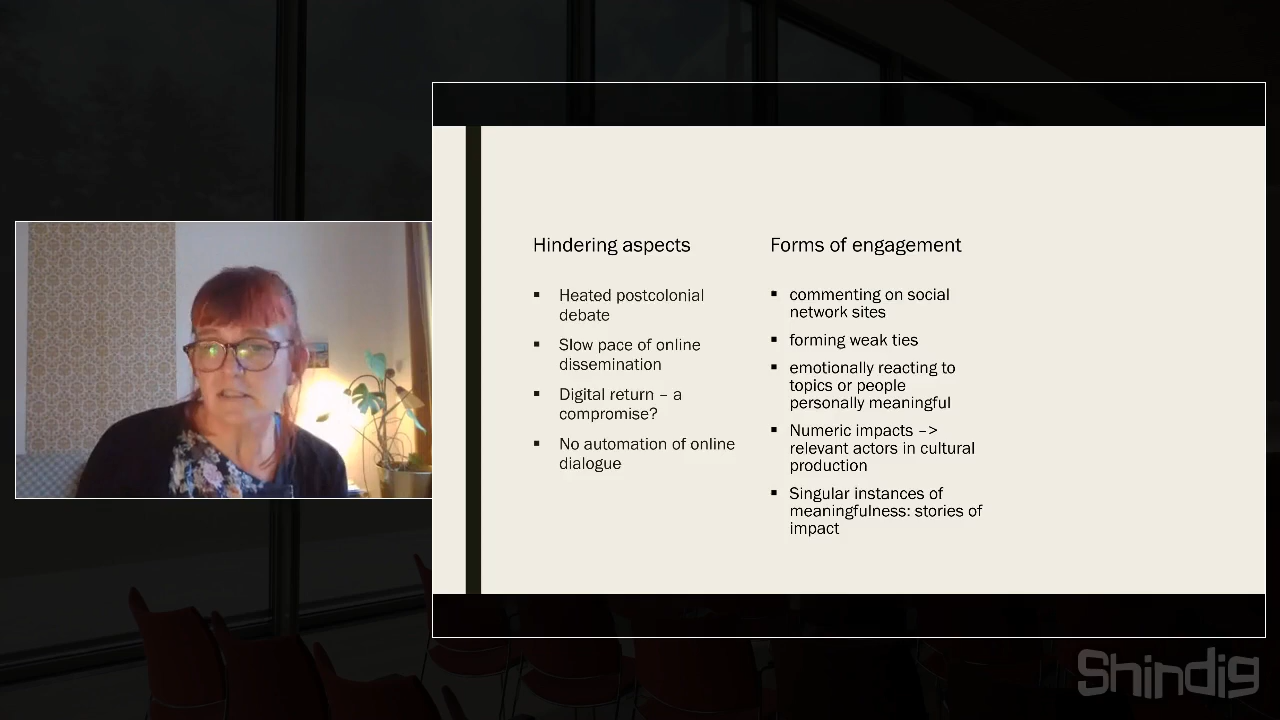 Hindering aspects
▪ Heated postcolonial
debate
▪ Slow pace of online
dissemination
▪ Digital return – a
compromise?
▪ No automation of online
dialogue
Forms of engagement
▪ commenting on social
network sites
▪ forming weak ties
▪ emotionally reacting to
topics or people
personally meaningful
▪ Numeric impacts –>
relevant actors in cultural
production
▪ Singular instances of
meaningfulness: stories of
impact
Shindig